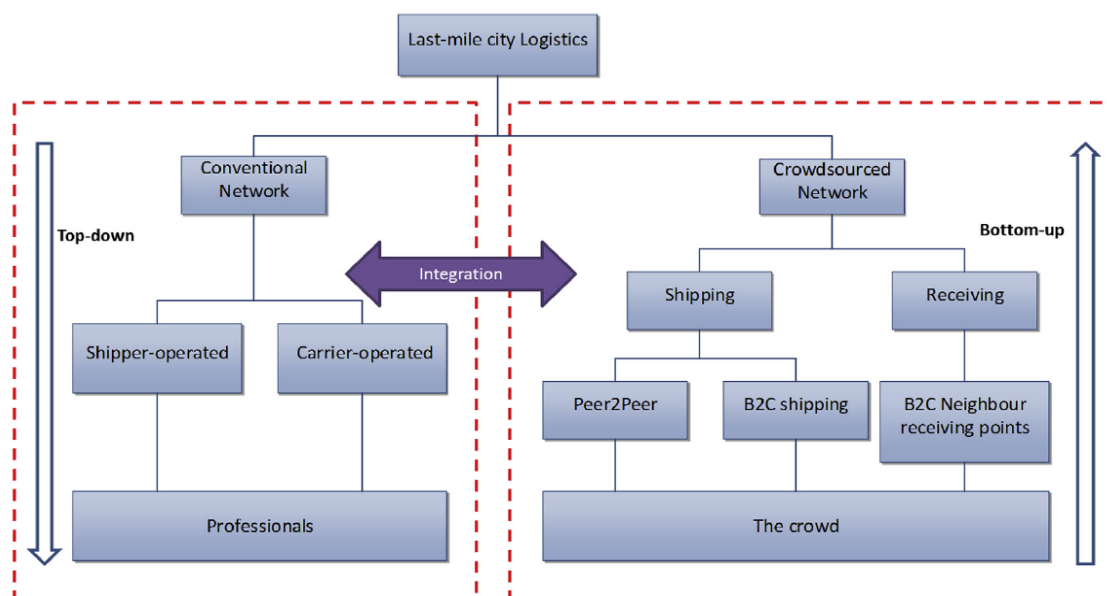 Last-mile city Logistics
Conventional
Network
Crowdsourced
Network
Top-down
Bottom-up
Integration
Shipping
Receiving
Shipper-operated
Carrier-operated
Peer2Peer
B2C shipping
B2C Neighbour
receiving points
Professionals
The crowd